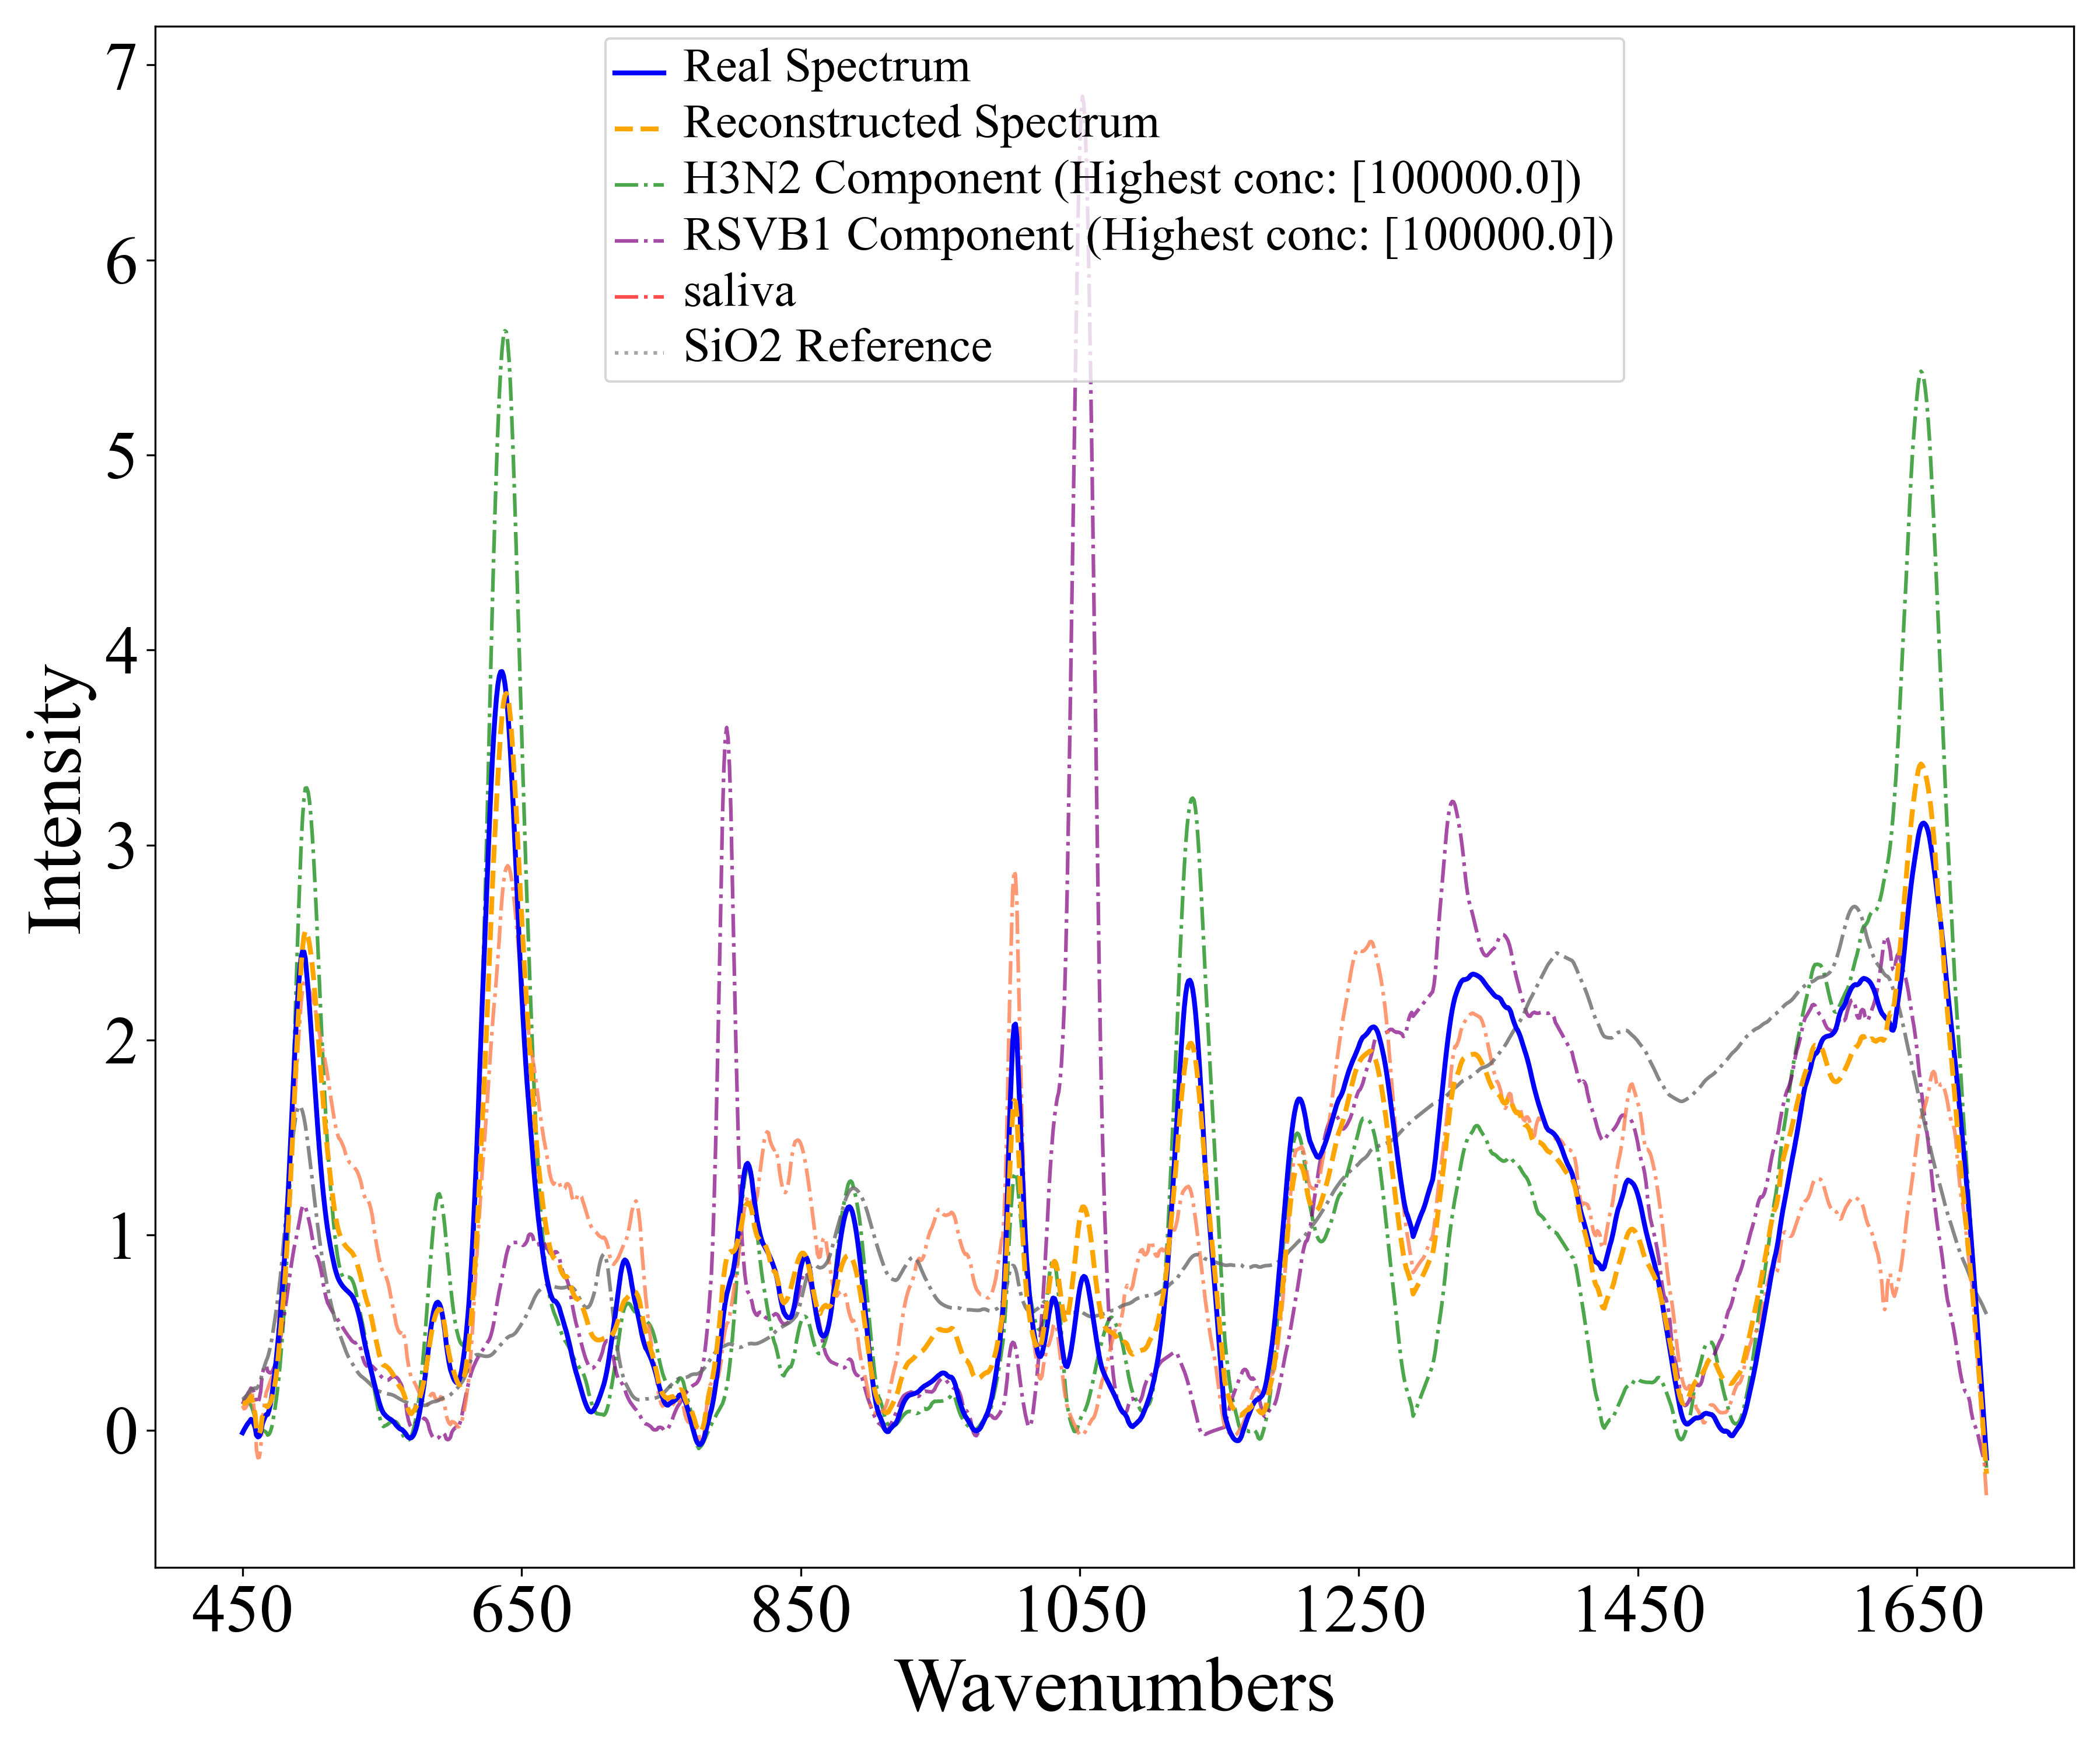 Real Spectrum
Reconstructed Spectrum
H3N2 Component (Highest conc: [100000.0])
RSVB1 Component (Highest conc: [100000.0])
saliva
SiO2 Reference
7
6
5
4
3
2
1
0
Intensity
450 650 850 1050 1250 1450 1650
Wavenumbers